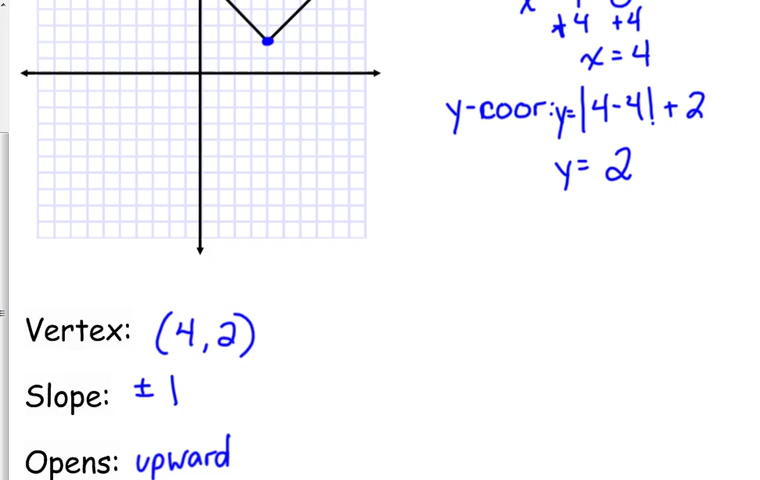 +4 +4
x = 4
y-coor: y = |4-4| + 2
y = 2
Vertex: (4,2)
Slope: ± 1
Opens: upward